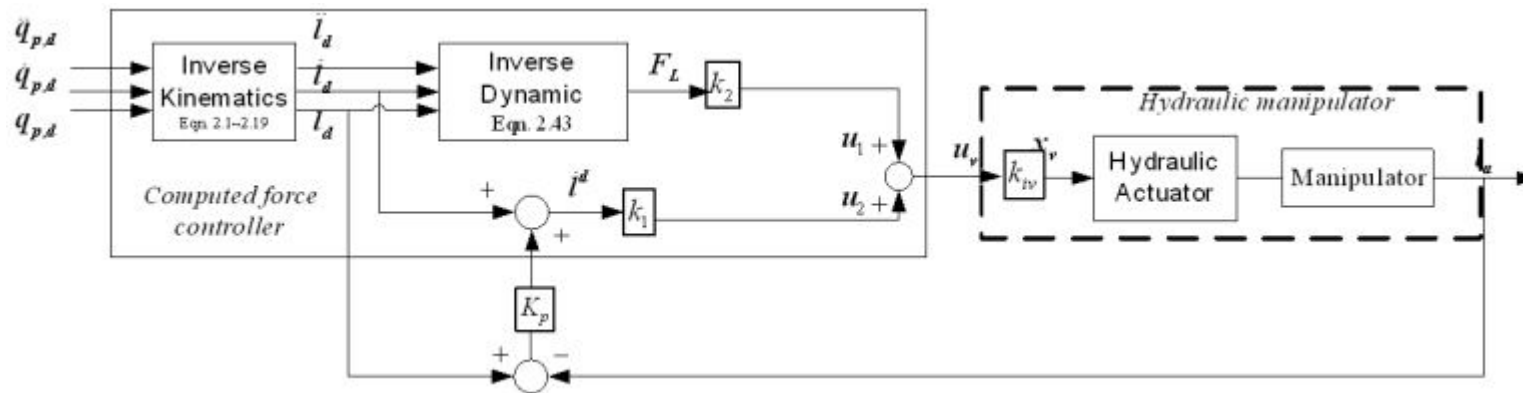 q̈p,d
q̇p,d
qp,d
Inverse
Kinematics
Eqn. 2.1–2.19
l̈d
l̇d
ld
Inverse
Dynamic
Eqn. 2.43
FL
k2
Computed force
controller
+
+
l̇d
k1
u1 +
u2 +
uv
Hydraulic manipulator
kiv
xv
Hydraulic
Actuator
Manipulator
la
Kp
+
−